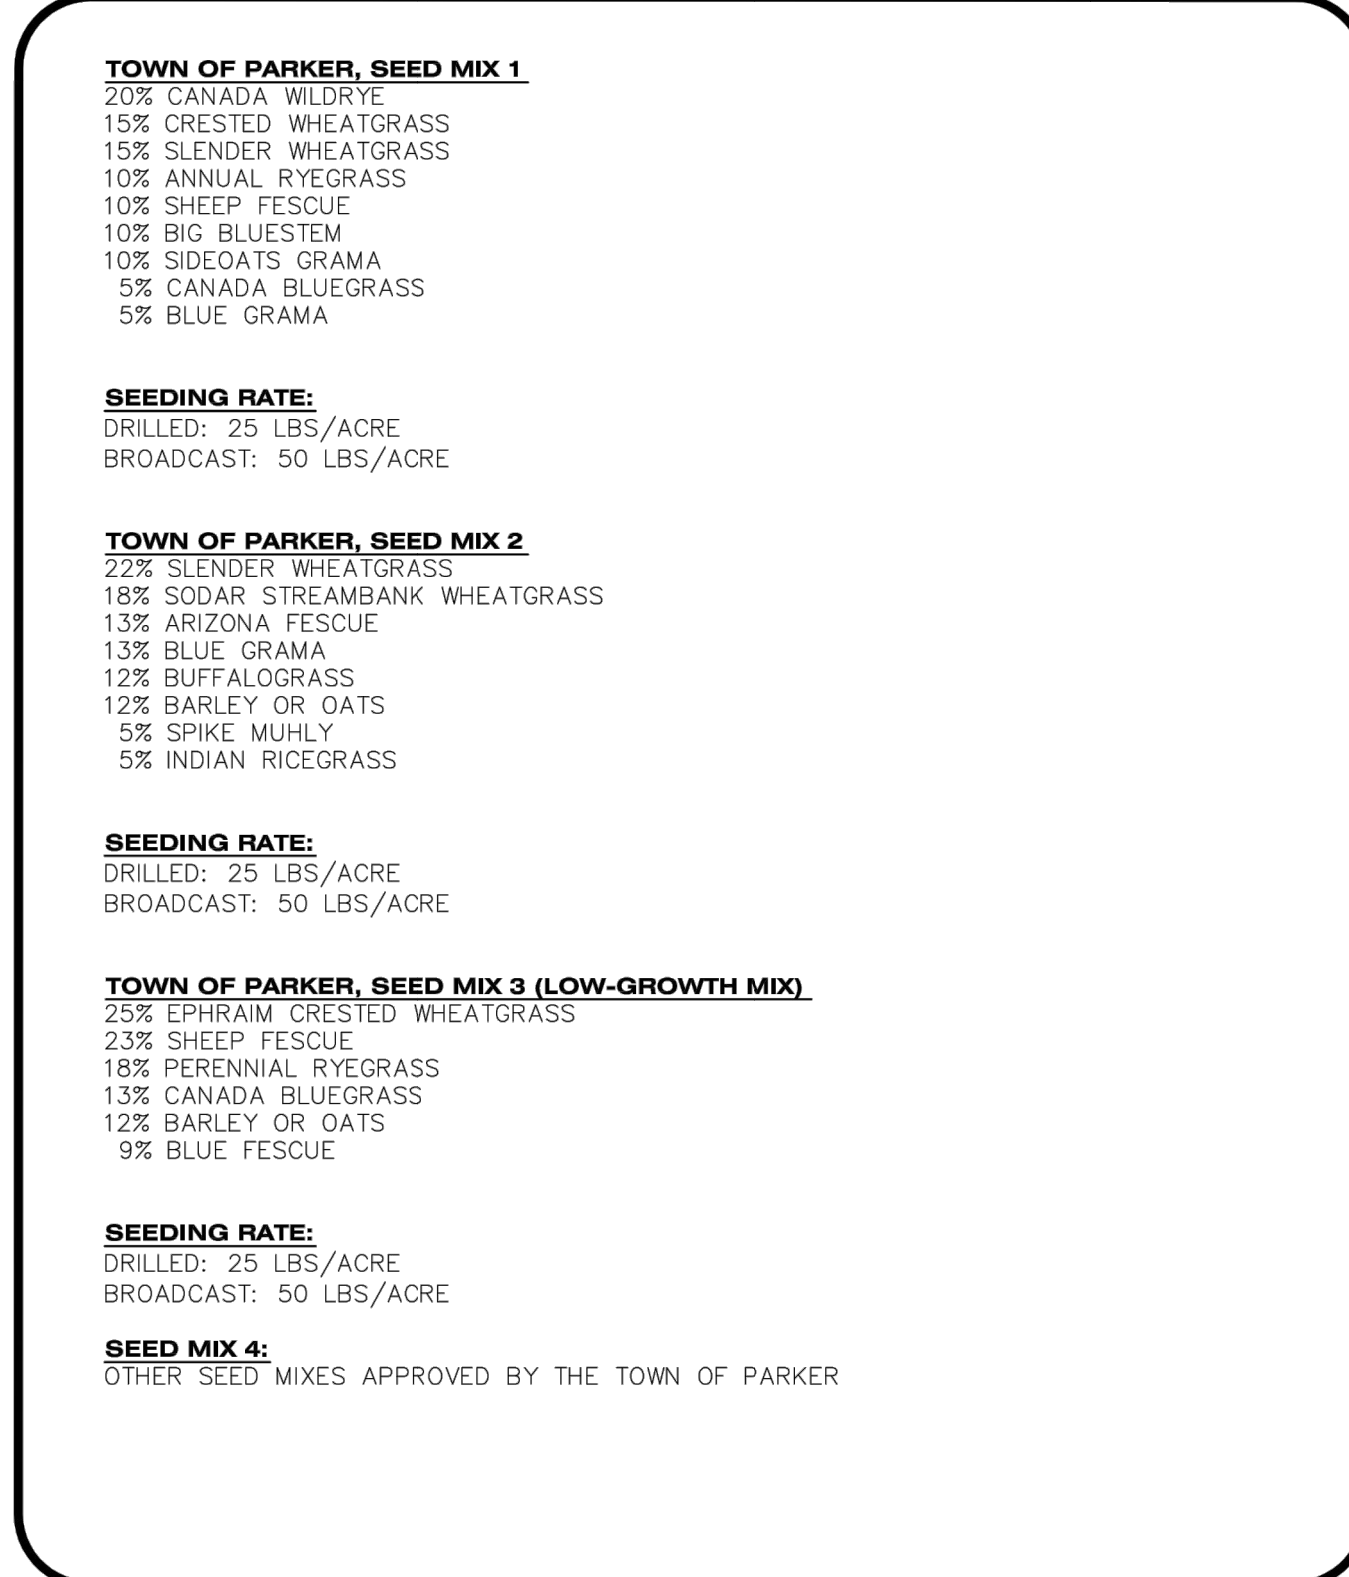 TOWN OF PARKER, SEED MIX 1
20% CANADA WILDRYE
15% CRESTED WHEATGRASS
15% SLENDER WHEATGRASS
10% ANNUAL RYEGRASS
10% SHEEP FESCUE
10% BIG BLUESTEM
10% SIDEOATS GRAMA
5% CANADA BLUEGRASS
5% BLUE GRAMA
SEEDING RATE:
DRILLED: 25 LBS/ACRE
BROADCAST: 50 LBS/ACRE
TOWN OF PARKER, SEED MIX 2
22% SLENDER WHEATGRASS
18% SODAR STREAMBANK WHEATGRASS
13% ARIZONA FESCUE
13% BLUE GRAMA
12% BUFFALOGRASS
12% BARLEY OR OATS
5% SPIKE MUHLY
5% INDIAN RICEGRASS
SEEDING RATE:
DRILLED: 25 LBS/ACRE
BROADCAST: 50 LBS/ACRE
TOWN OF PARKER, SEED MIX 3 (LOW-GROWTH MIX)
25% EPHRAIM CRESTED WHEATGRASS
23% SHEEP FESCUE
18% PERENNIAL RYEGRASS
13% CANADA BLUEGRASS
12% BARLEY OR OATS
9% BLUE FESCUE
SEEDING RATE:
DRILLED: 25 LBS/ACRE
BROADCAST: 50 LBS/ACRE
SEED MIX 4:
OTHER SEED MIXES APPROVED BY THE TOWN OF PARKER